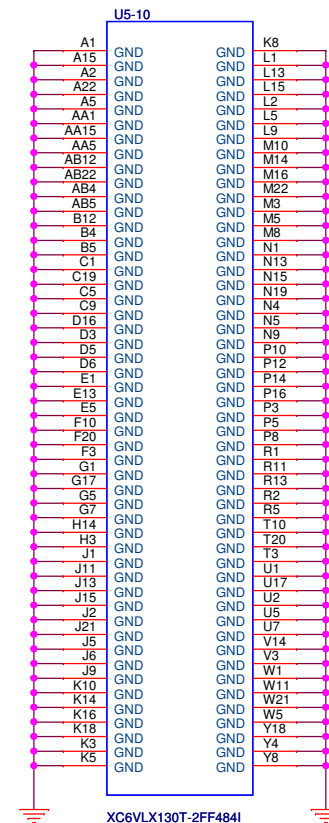 U5-10
A1 GND GND K8
A15 GND GND L1
A2 GND GND L13
A22 GND GND L15
A5 GND GND L2
AA1 GND GND L5
AA15 GND GND L9
AA5 GND GND M10
AB12 GND GND M14
AB22 GND GND M16
AB4 GND GND M22
AB5 GND GND M3
B12 GND GND M5
B4 GND GND M8
B5 GND GND N1
C1 GND GND N13
C19 GND GND N15
C5 GND GND N19
C9 GND GND N4
D16 GND GND N5
D3 GND GND N9
D5 GND GND P10
D6 GND GND P12
E1 GND GND P14
E13 GND GND P16
E5 GND GND P3
F10 GND GND P5
F20 GND GND P8
F3 GND GND R1
G1 GND GND R11
G17 GND GND R13
G5 GND GND R2
G7 GND GND R5
H14 GND GND T10
H3 GND GND T20
J1 GND GND T3
J11 GND GND U1
J13 GND GND U17
J15 GND GND U2
J2 GND GND U5
J21 GND GND U7
J5 GND GND V14
J6 GND GND V3
J9 GND GND W1
K10 GND GND W11
K14 GND GND W21
K16 GND GND W5
K18 GND GND Y18
K3 GND GND Y4
K5 GND GND Y8
XC6VLX130T-2FF484I